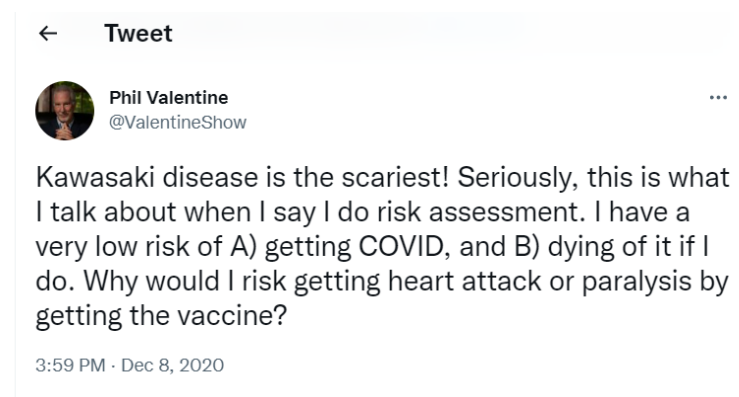 ← Tweet
Phil Valentine
@ValentineShow
...
Kawasaki disease is the scariest! Seriously, this is what
I talk about when I say I do risk assessment. I have a
very low risk of A) getting COVID, and B) dying of it if I
do. Why would I risk getting heart attack or paralysis by
getting the vaccine?
3:59 PM · Dec 8, 2020